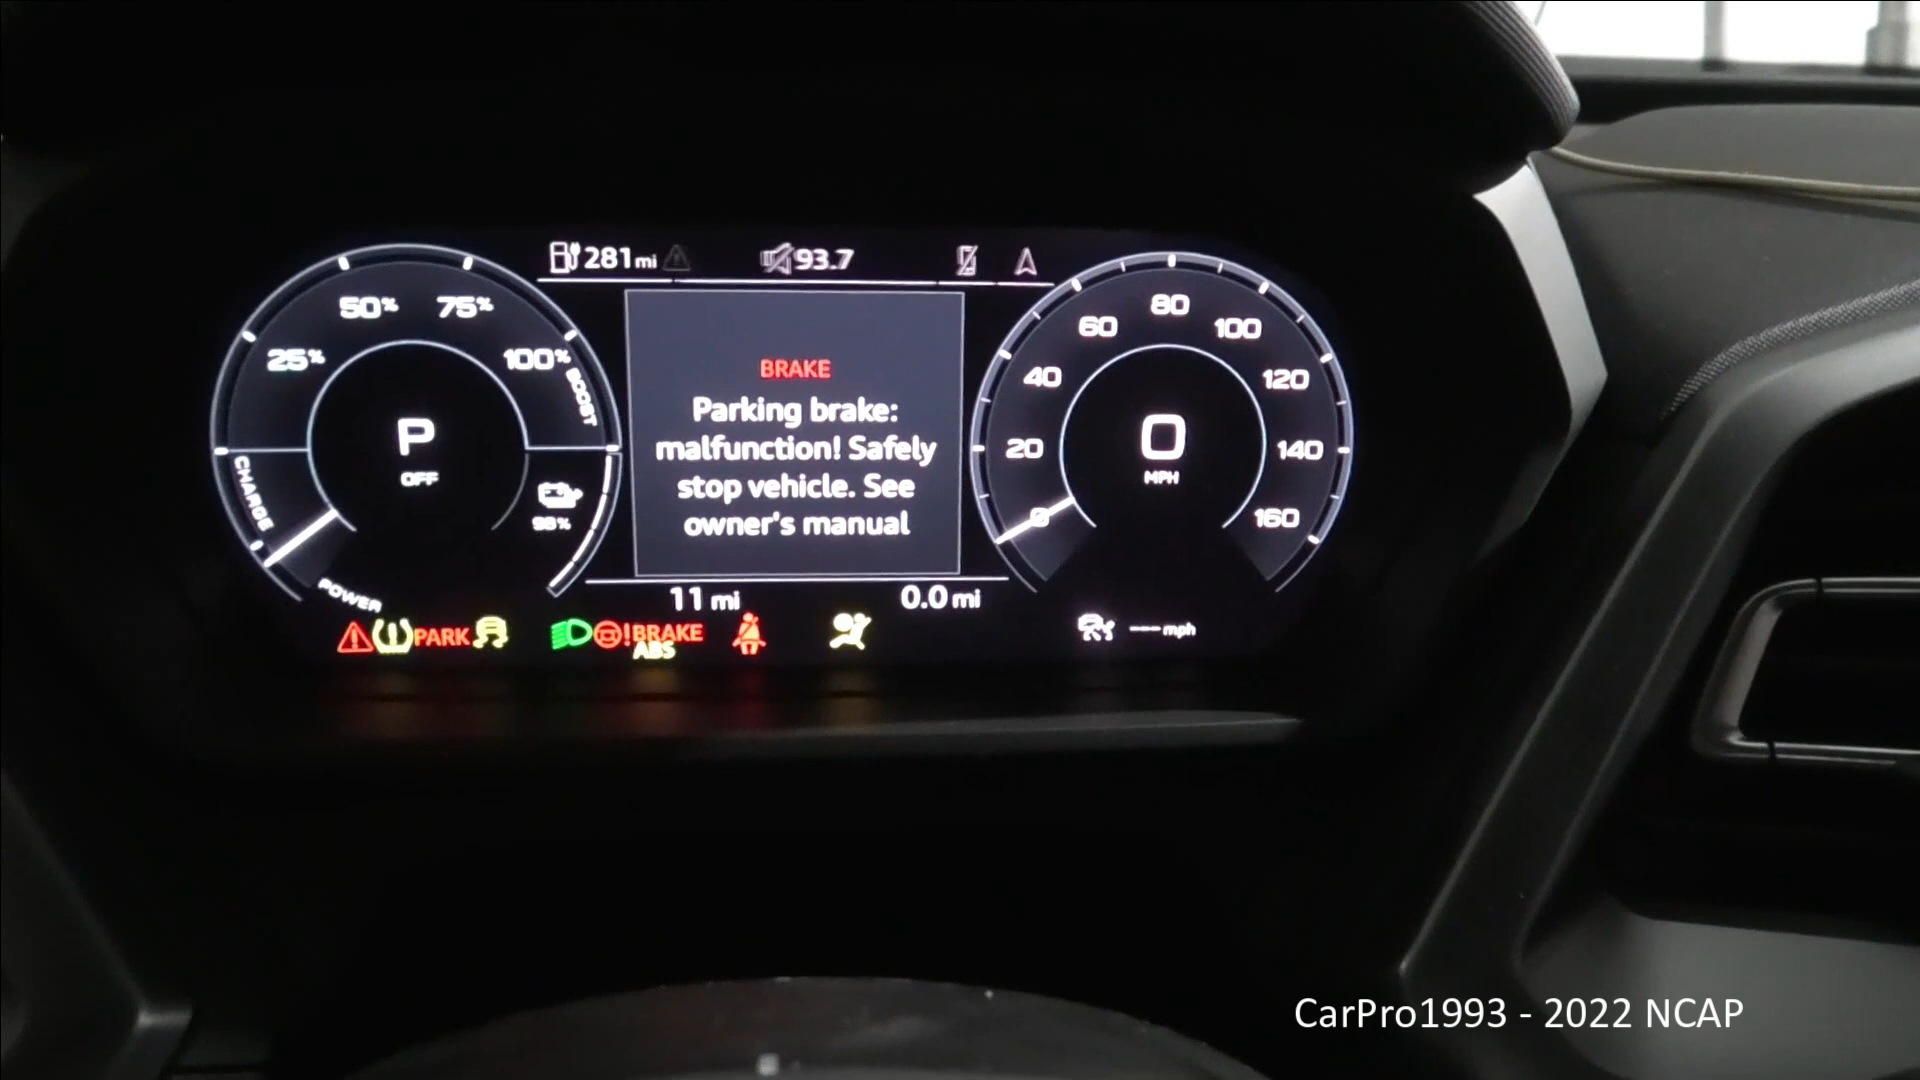 281 mi
93.7
50% 75%
25% 100%
BOOST
P
OFF
CHARGE
98%
POWER
BRAKE
Parking brake:
malfunction! Safely
stop vehicle. See
owner's manual
80
60 100
40 120
20 140
0 160
0
MPH
11 mi 0.0 mi
PARK
!BRAKE
ABS
--- mph
CarPro1993 - 2022 NCAP